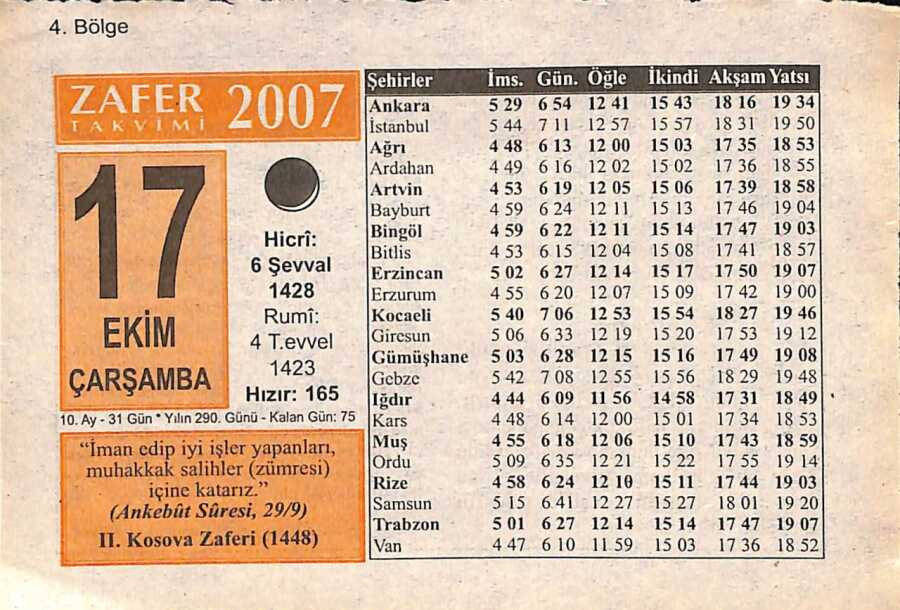 4. Bölge
ZAFER
TAKVİMİ
2007
17
EKİM
ÇARŞAMBA
Hicrî:
6 Şevval
1428
Rumî:
4 T.evvel
1423
Hızır: 165
10. Ay - 31 Gün * Yılın 290. Günü - Kalan Gün: 75
“İman edip iyi işler yapanları,
muhakkak salihler (zümresi)
içine katarız.”
(Ankebût Sûresi, 29/9)
II. Kosova Zaferi (1448)
Şehirler İms. Gün. Öğle İkindi Akşam Yatsı
Ankara 5 29 6 54 12 41 15 43 18 16 19 34
İstanbul 5 44 7 11 12 57 15 57 18 31 19 50
Ağrı 4 48 6 13 12 00 15 03 17 35 18 53
Ardahan 4 49 6 16 12 02 15 02 17 36 18 55
Artvin 4 53 6 19 12 05 15 06 17 39 18 58
Bayburt 4 59 6 24 12 11 15 13 17 46 19 04
Bingöl 4 59 6 22 12 11 15 14 17 47 19 03
Bitlis 4 53 6 15 12 04 15 08 17 41 18 57
Erzincan 5 02 6 27 12 14 15 17 17 50 19 07
Erzurum 4 55 6 20 12 07 15 09 17 42 19 00
Kocaeli 5 40 7 06 12 53 15 54 18 27 19 46
Giresun 5 06 6 33 12 19 15 20 17 53 19 12
Gümüşhane 5 03 6 28 12 15 15 16 17 49 19 08
Gebze 5 42 7 08 12 55 15 56 18 29 19 48
Iğdır 4 44 6 09 11 56 14 58 17 31 18 49
Kars 4 48 6 14 12 00 15 01 17 34 18 53
Muş 4 55 6 18 12 06 15 10 17 43 18 59
Ordu 5 09 6 35 12 21 15 22 17 55 19 14
Rize 4 58 6 24 12 10 15 11 17 44 19 03
Samsun 5 15 6 41 12 27 15 27 18 01 19 20
Trabzon 5 01 6 27 12 14 15 14 17 47 19 07
Van 4 47 6 10 11 59 15 03 17 36 18 52